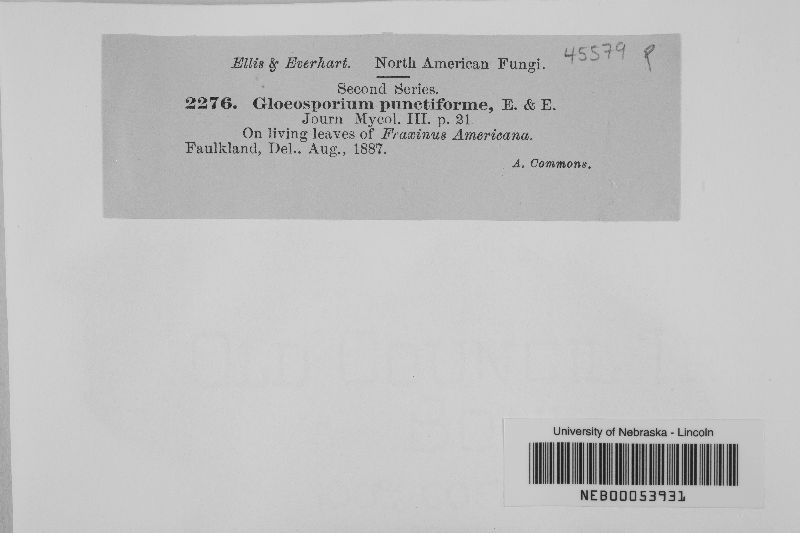 Ellis & Everhart. North American Fungi.
45579
Second Series.
2276. Gloeosporium punctiforme, E. & E.
Journ Mycol. III. p. 21.
On living leaves of Fraxinus Americana.
Faulkland, Del.. Aug., 1887.
A. Commons.
University of Nebraska - Lincoln
NEB00053931